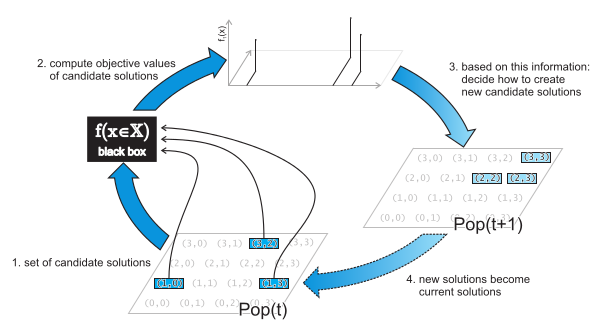 f₁(x)
2. compute objective values
of candidate solutions
3. based on this information:
decide how to create
new candidate solutions
f(x∈X)
black box
(3,0) (3,1) (3,2) (3,3)
(2,0) (2,1) (2,2) (2,3)
(1,0) (1,1) (1,2) (1,3)
(0,0) (0,1) (0,2) (0,3)
Pop(t+1)
1. set of candidate solutions
(3,0) (3,1) (3,2) (3,3)
(2,0) (2,1) (2,2) (2,3)
(1,0) (1,1) (1,2) (1,3)
(0,0) (0,1) (0,2) (0,3)
Pop(t)
4. new solutions become
current solutions